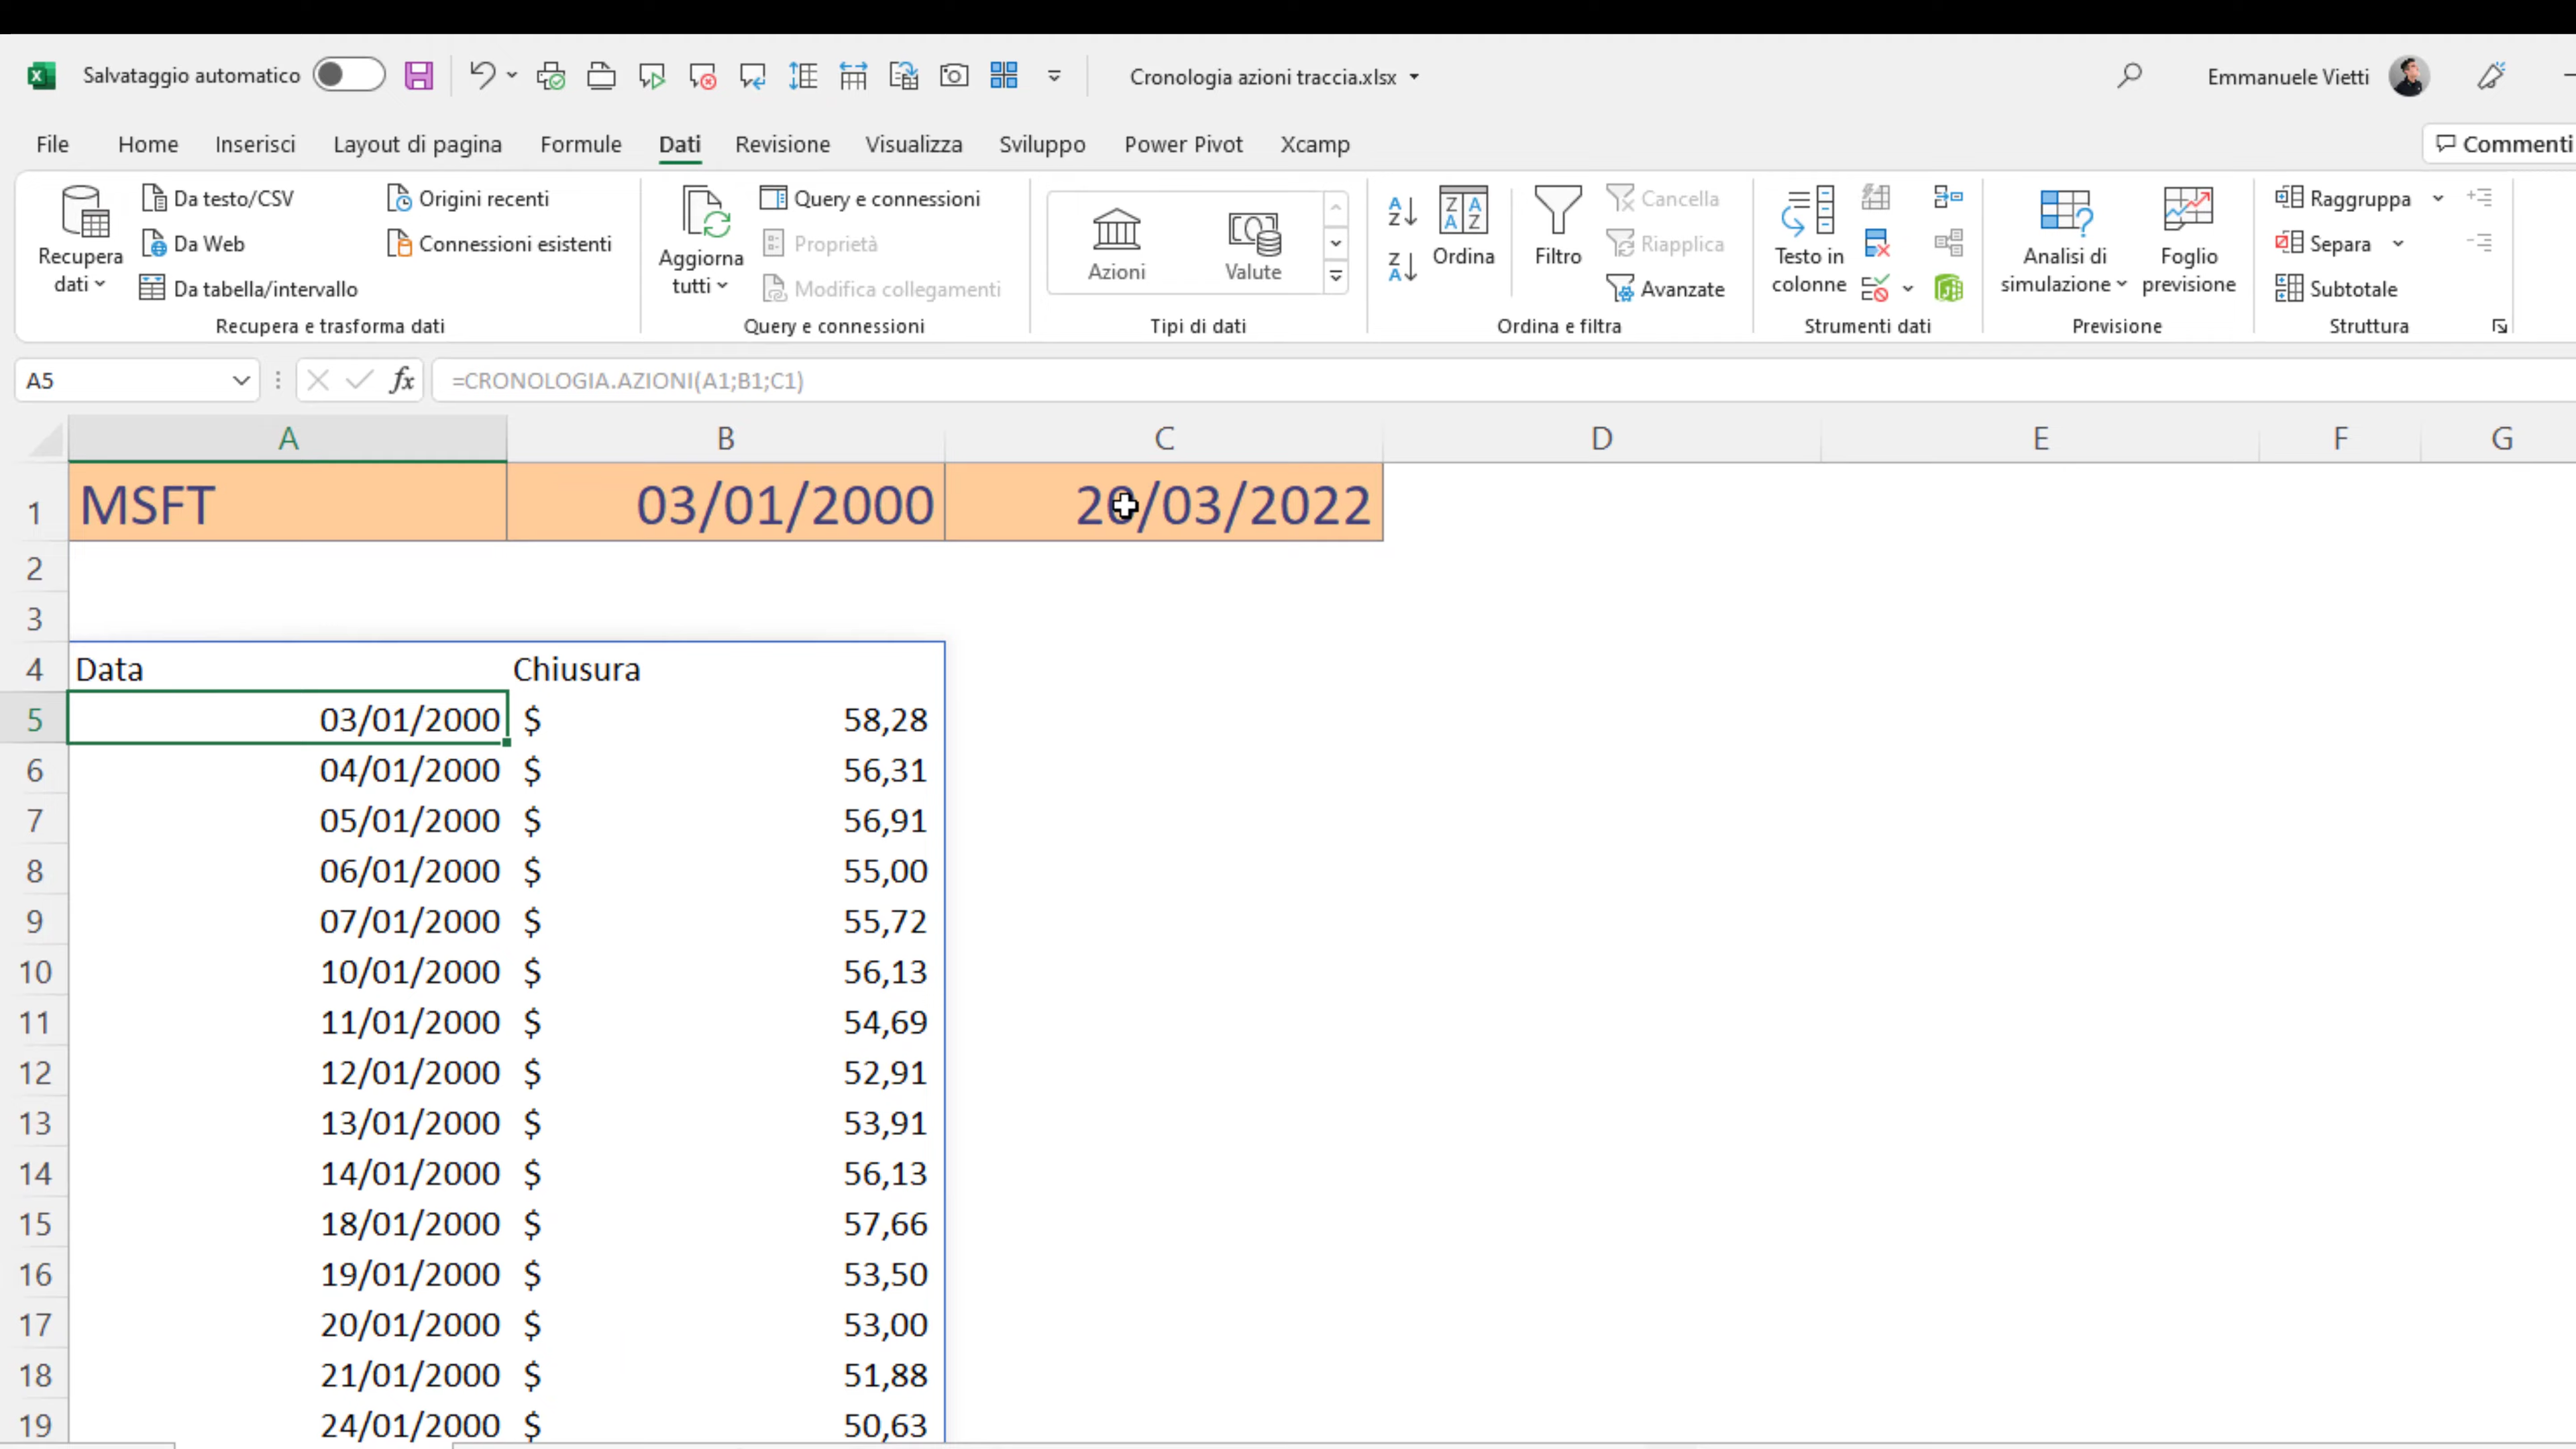 Salvataggio automatico
Cronologia azioni traccia.xlsx
Emmanuele Vietti
File Home Inserisci Layout di pagina Formule Dati Revisione Visualizza Sviluppo Power Pivot Xcamp
Commenti
Recupera dati
Da testo/CSV
Da Web
Da tabella/intervallo
Origini recenti
Connessioni esistenti
Recupera e trasforma dati
Aggiorna tutti
Query e connessioni
Proprietà
Modifica collegamenti
Query e connessioni
Azioni
Valute
Tipi di dati
Ordina
Filtro
Cancella
Riapplica
Avanzate
Ordina e filtra
Testo in colonne
Strumenti dati
Analisi di simulazione
Foglio previsione
Previsione
Raggruppa
Separa
Subtotale
Struttura
A5
fx
=CRONOLOGIA.AZIONI(A1;B1;C1)
A B C D E F G
1 MSFT 03/01/2000 20/03/2022
2
3
4 Data Chiusura
5 03/01/2000 $ 58,28
6 04/01/2000 $ 56,31
7 05/01/2000 $ 56,91
8 06/01/2000 $ 55,00
9 07/01/2000 $ 55,72
10 10/01/2000 $ 56,13
11 11/01/2000 $ 54,69
12 12/01/2000 $ 52,91
13 13/01/2000 $ 53,91
14 14/01/2000 $ 56,13
15 18/01/2000 $ 57,66
16 19/01/2000 $ 53,50
17 20/01/2000 $ 53,00
18 21/01/2000 $ 51,88
19 24/01/2000 $ 50,63